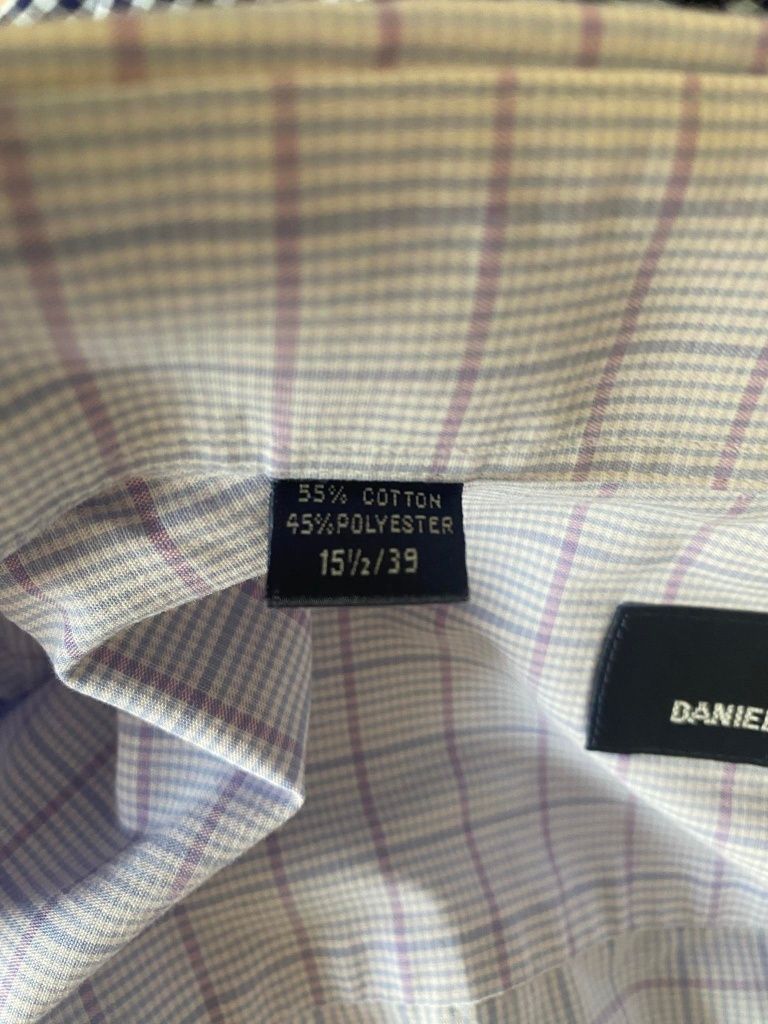 55% COTTON
45% POLYESTER
15½/39
DANIEL